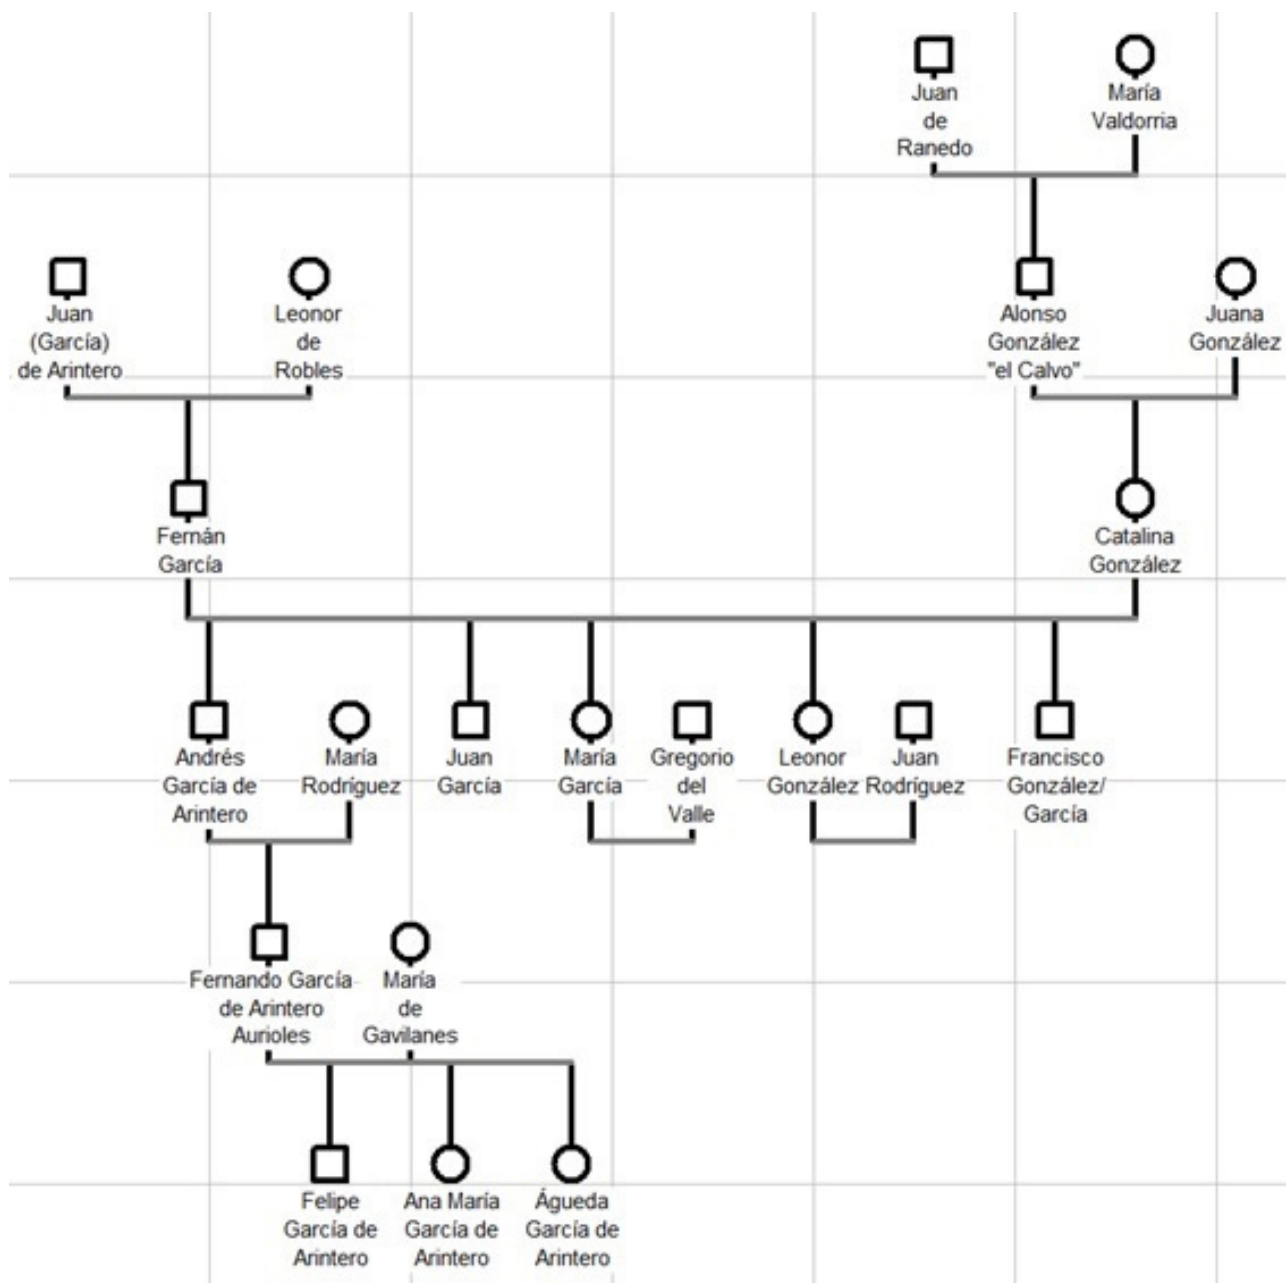 Juan
de
Ranedo
María
Valdorria
Juan
(García)
de Arintero
Leonor
de
Robles
Alonso
González
"el Calvo"
Juana
González
Fernán
García
Catalina
González
Andrés
García de
Arintero
María
Rodríguez
Juan
García
María
García
Gregorio
del
Valle
Leonor
González
Juan
Rodríguez
Francisco
González/
García
Fernando García
de Arintero
Aurioles
María
de
Gavilanes
Felipe
García de
Arintero
Ana María
García de
Arintero
Águeda
García de
Arintero